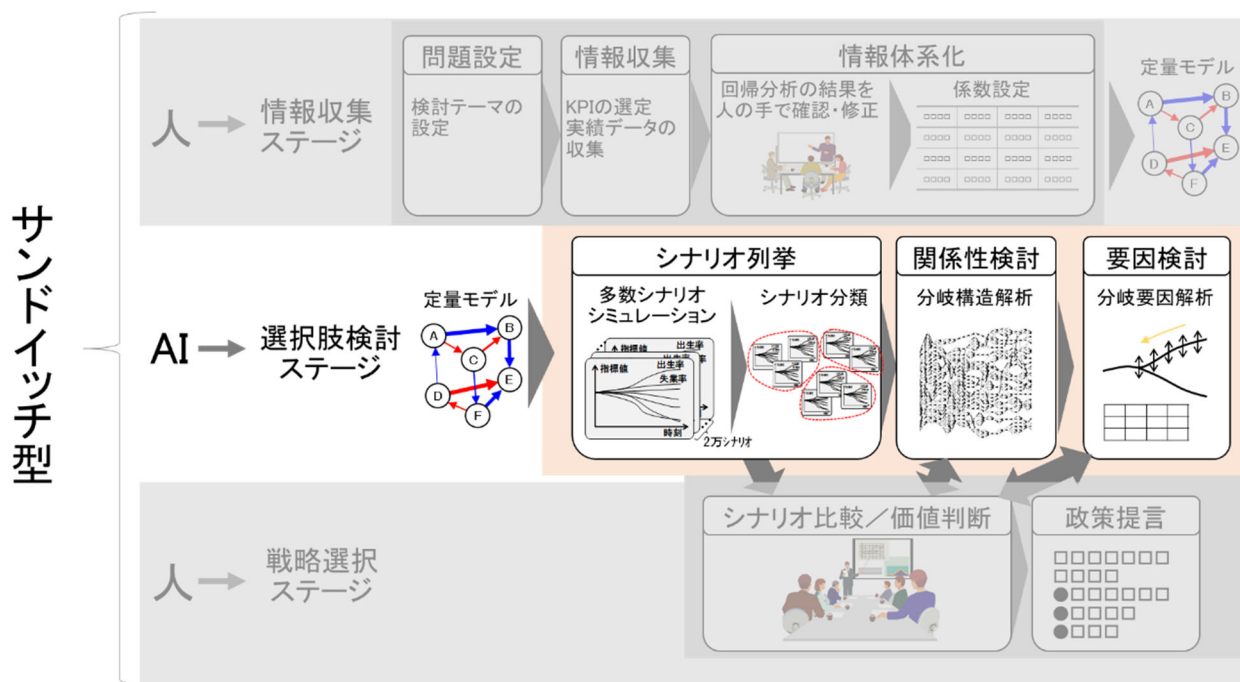 サンドイッチ型
人
情報収集
ステージ
問題設定
検討テーマの
設定
情報収集
KPIの選定
実績データの
収集
情報体系化
回帰分析の結果を
人の手で確認・修正
係数設定
□□□□ □□□□ □□□□ □□□□
□□□□ □□□□ □□□□ □□□□
□□□□ □□□□ □□□□ □□□□
□□□□ □□□□ □□□□ □□□□
定量モデル
A
B
C
D
E
F
AI
選択肢検討
ステージ
定量モデル
A
B
C
D
E
F
シナリオ列挙
多数シナリオ
シミュレーション
出生率
指標値
出生率
失業率
時刻
2万シナリオ
シナリオ分類
関係性検討
分岐構造解析
要因検討
分岐要因解析
人
戦略選択
ステージ
シナリオ比較／価値判断
政策提言
□□□□□□□
□□□□
●□□□□□□
●□□□□
●□□□